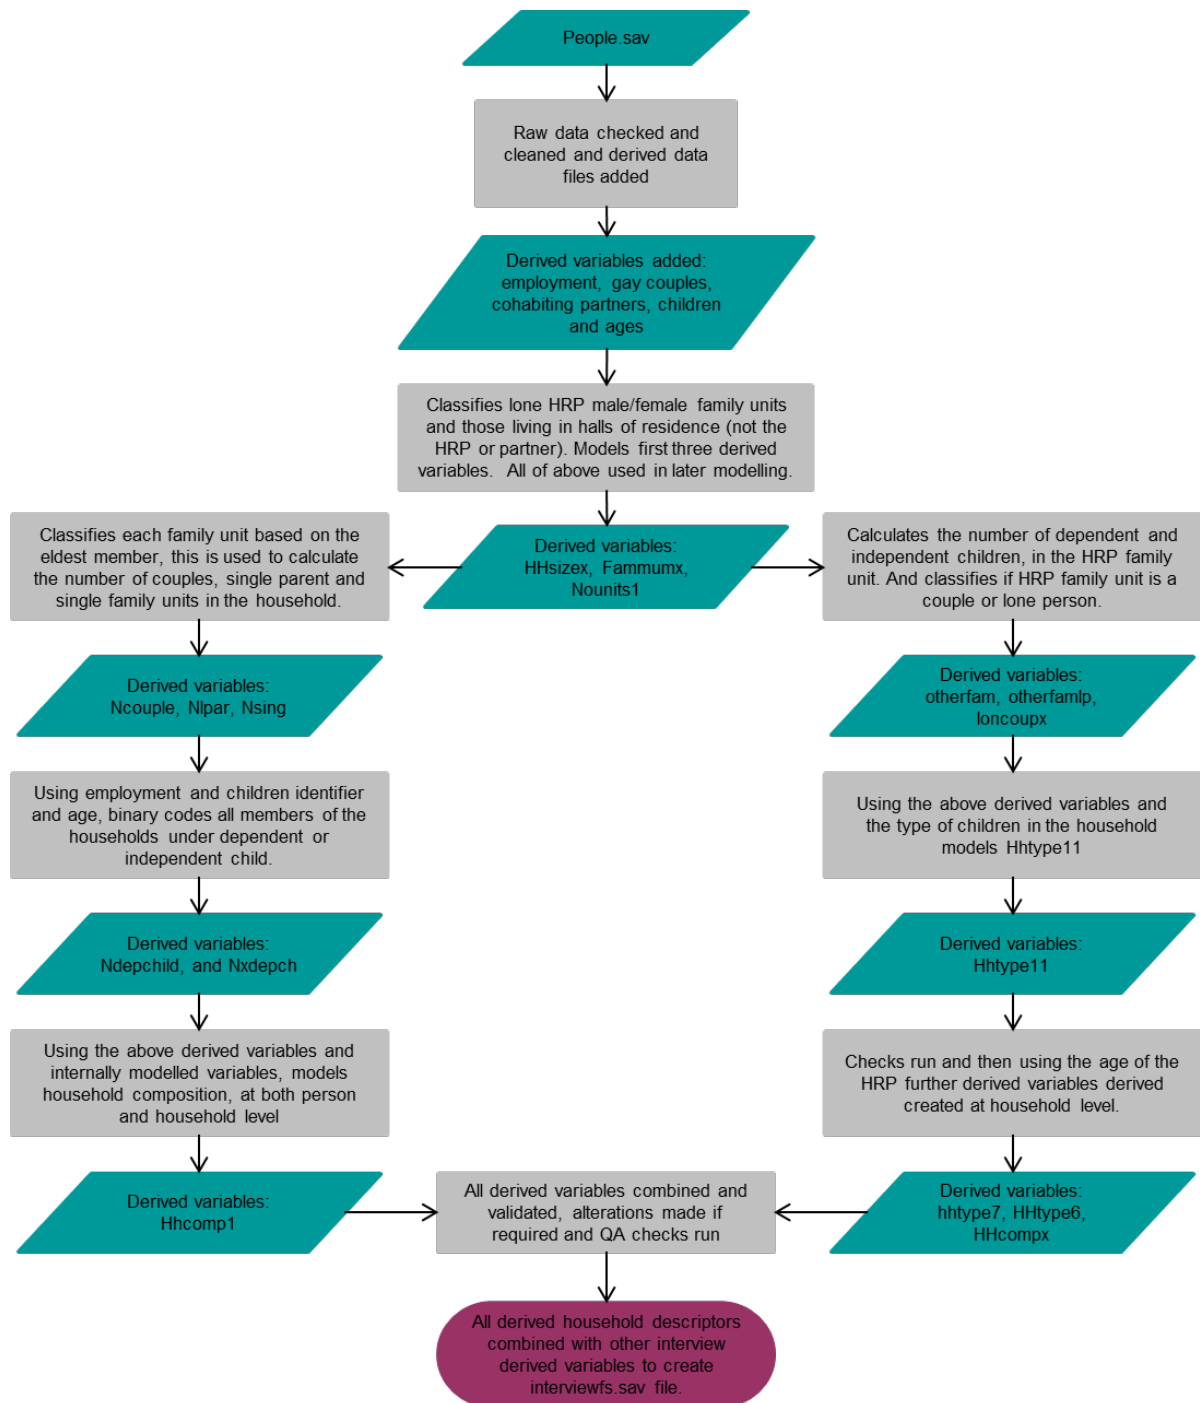 People.sav
Raw data checked and
cleaned and derived data
files added
Derived variables added:
employment, gay couples,
cohabiting partners, children
and ages
Classifies lone HRP male/female family units
and those living in halls of residence (not the
HRP or partner). Models first three derived
variables. All of above used in later modelling.
Derived variables:
HHsizex, Fammumx,
Nounits1
Classifies each family unit based on the
eldest member, this is used to calculate
the number of couples, single parent and
single family units in the household.
Derived variables:
Ncouple, Nlpar, Nsing
Using employment and children identifier
and age, binary codes all members of the
households under dependent or
independent child.
Derived variables:
Ndepchild, and Nxdepch
Using the above derived variables and
internally modelled variables, models
household composition, at both person
and household level
Derived variables:
Hhcomp1
Calculates the number of dependent and
independent children, in the HRP family
unit. And classifies if HRP family unit is a
couple or lone person.
Derived variables:
otherfam, otherfamlp,
loncoupx
Using the above derived variables and
the type of children in the household
models Hhtype11
Derived variables:
Hhtype11
Checks run and then using the age of the
HRP further derived variables derived
created at household level.
Derived variables:
hhtype7, HHtype6,
HHcompx
All derived variables combined and
validated, alterations made if
required and QA checks run
All derived household descriptors
combined with other interview
derived variables to create
interviewfs.sav file.